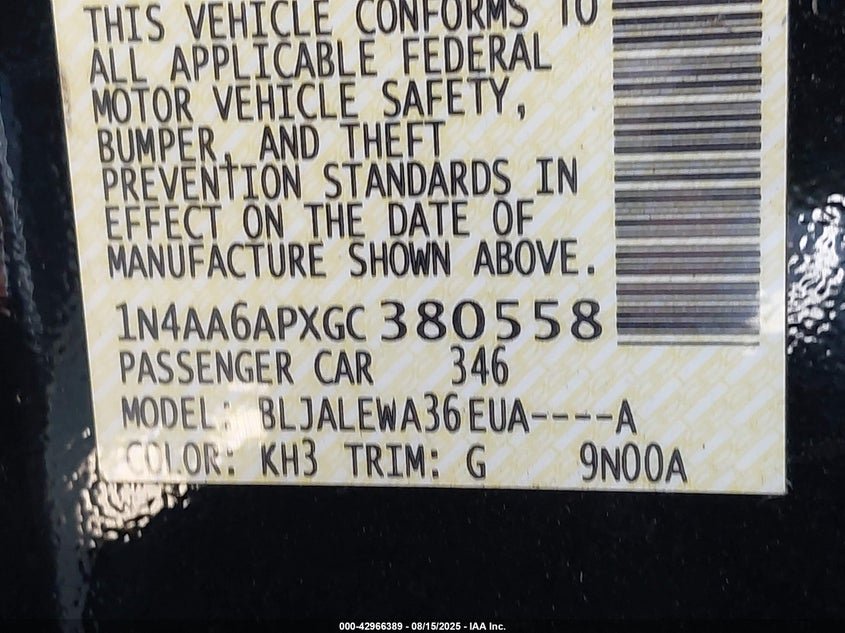 THIS VEHICLE CONFORMS TO
ALL APPLICABLE FEDERAL
MOTOR VEHICLE SAFETY,
BUMPER, AND THEFT
PREVENTION STANDARDS IN
EFFECT ON THE DATE OF
MANUFACTURE SHOWN ABOVE.
1N4AA6APXGC380558
PASSENGER CAR 346
MODEL: BLJALEWA36EUA----A
COLOR: KH3 TRIM: G 9N00A
000-42966389 - 08/15/2025 - IAA Inc.